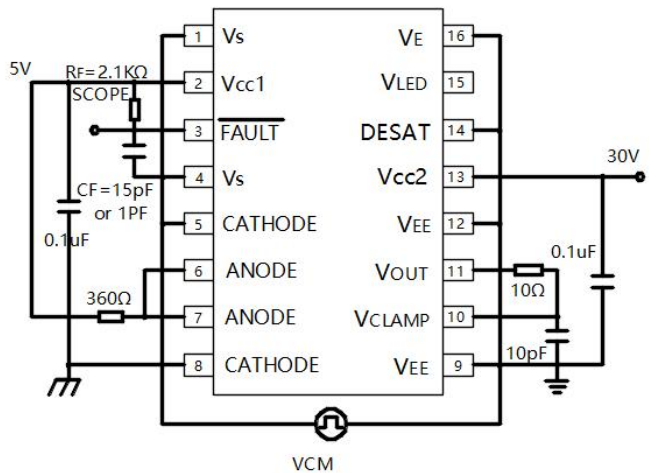 1 Vs VE 16
5V RF=2.1KΩ 2 Vcc1 VLED 15
SCOPE
3 FAULT DESAT 14
30V
4 Vs Vcc2 13
CF=15pF
or 1PF
5 CATHODE VEE 12
0.1uF 0.1uF
6 ANODE VOUT 11
360Ω 10Ω
7 ANODE VCLAMP 10
10pF
8 CATHODE VEE 9
VCM